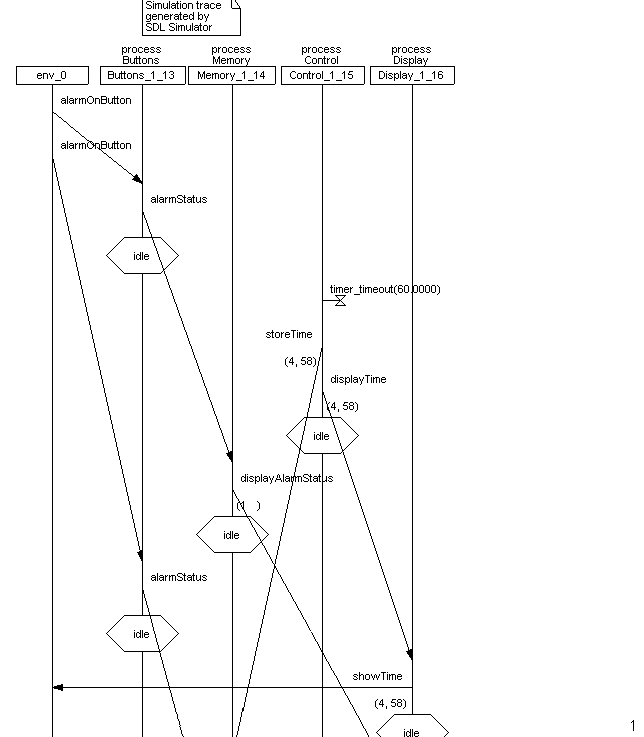 Simulation trace
generated by
SDL Simulator
process
Buttons
process
Memory
process
Control
process
Display
env_0
Buttons_1_13
Memory_1_14
Control_1_15
Display_1_16
alarmOnButton
alarmOnButton
alarmStatus
idle
timer_timeout(60.0000)
storeTime
(4, 58)
displayTime
(4, 58)
idle
displayAlarmStatus
(1 )
idle
alarmStatus
idle
showTime
(4, 58)
idle
1